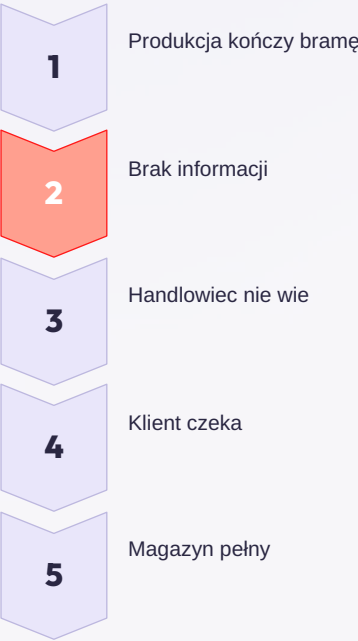 1
Produkcja kończy bramę
2
Brak informacji
3
Handlowiec nie wie
4
Klient czeka
5
Magazyn pełny